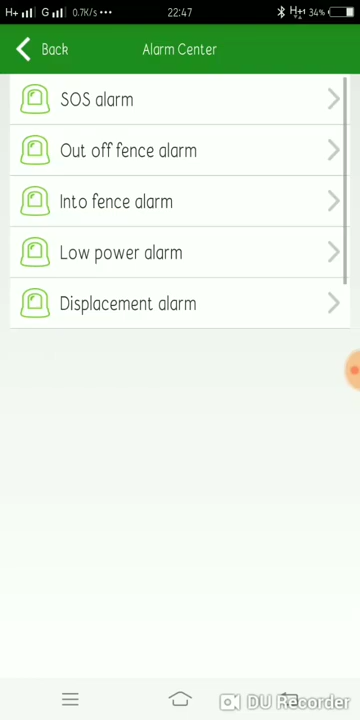 H+ G 0.7K/s ••• 22:47 34%
Back Alarm Center
SOS alarm
Out off fence alarm
Into fence alarm
Low power alarm
Displacement alarm
DU Recorder